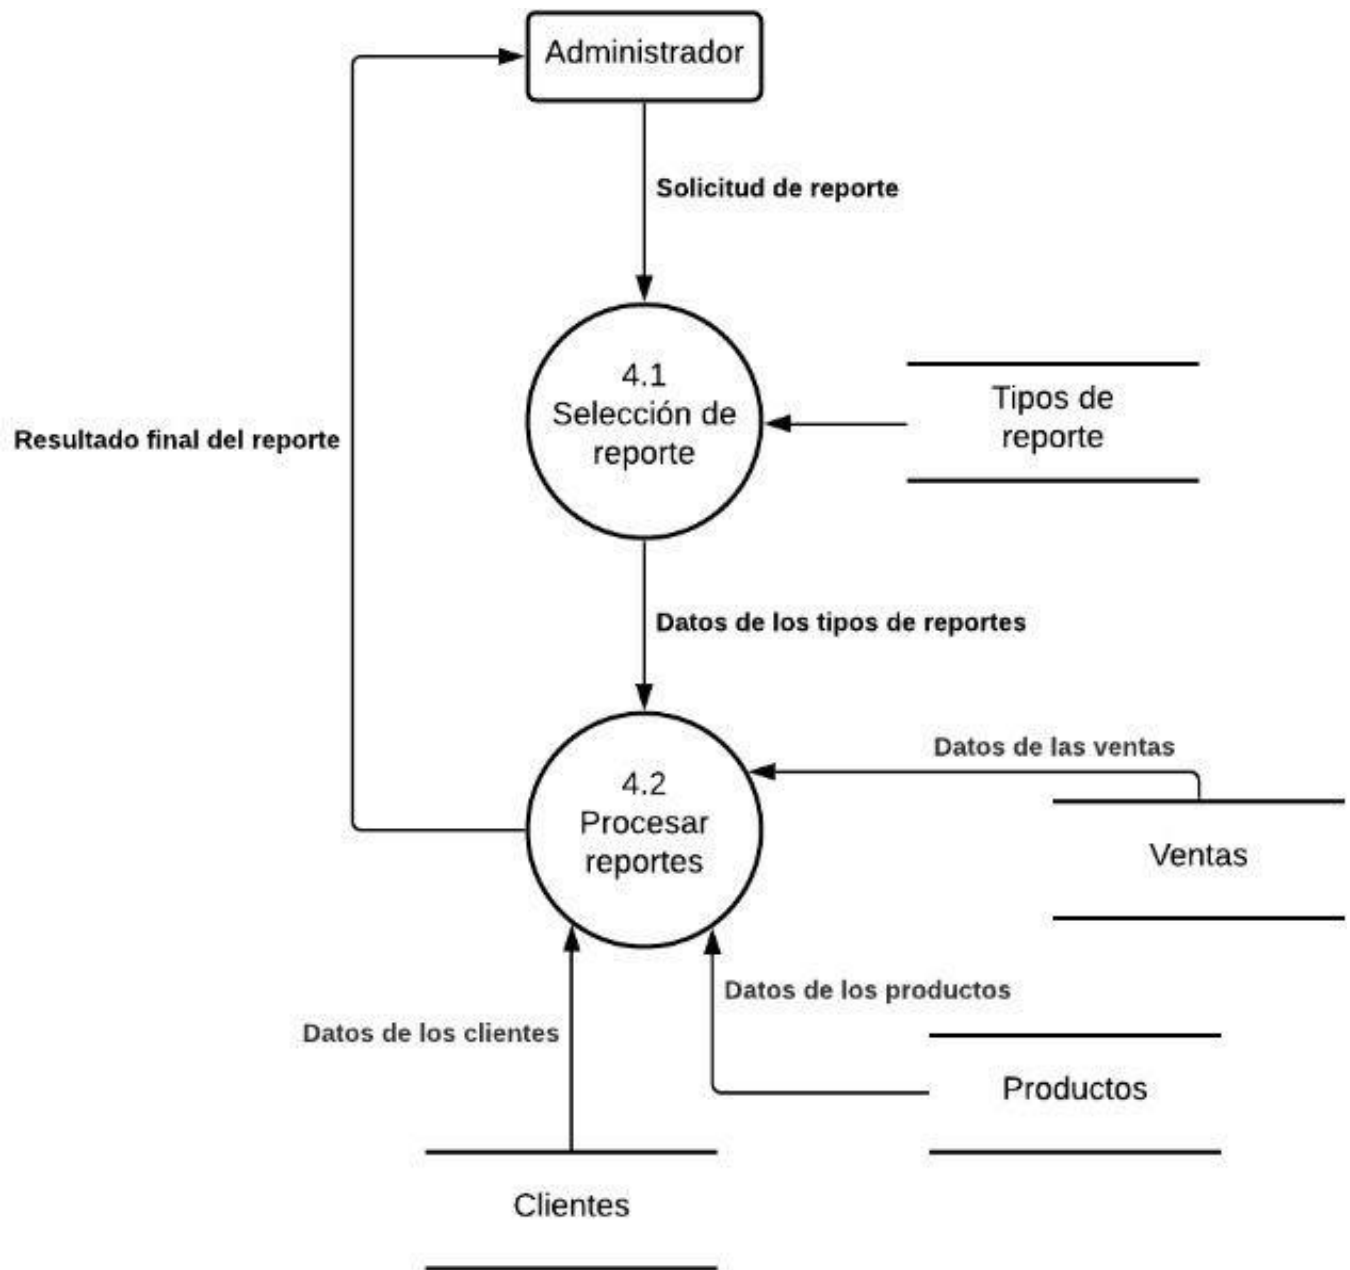 Administrador
Solicitud de reporte
4.1
Selección de
reporte
Tipos de
reporte
Resultado final del reporte
Datos de los tipos de reportes
Datos de las ventas
4.2
Procesar
reportes
Ventas
Datos de los productos
Datos de los clientes
Productos
Clientes